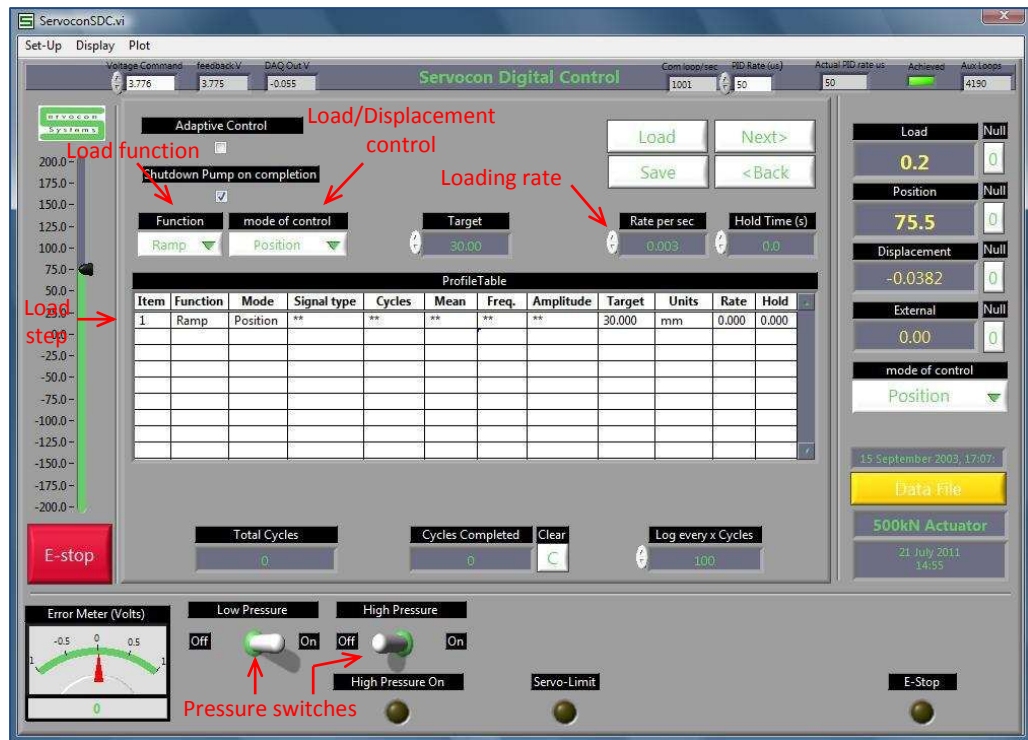 ServoconSDC.vi
Set-Up Display Plot
Voltage Command feedback V DAQ Out V Com loop/sec PID Rate (us) Actual PID rate us Achieved Aux Loops
3.776 3.775 -0.055 Servocon Digital Control 1001 50 50 4190
servocon
Systems
Adaptive Control
Load/Displacement
control
Load function
Shutdown Pump on completion
Loading rate
Load Next>
Save <Back
Function mode of control Target Rate per sec Hold Time (s)
Ramp Position 30.00 0.003 0.0
200.0
175.0
150.0
125.0
100.0
75.0
50.0
25.0
0.0
-25.0
-50.0
-75.0
-100.0
-125.0
-150.0
-175.0
-200.0
Load
step
ProfileTable
Item Function Mode Signal type Cycles Mean Freq. Amplitude Target Units Rate Hold
1 Ramp Position ** ** ** ** ** 30.000 mm 0.000 0.000
Load Null
0.2 0
Position Null
75.5 0
Displacement Null
-0.0382 0
External Null
0.00 0
mode of control
Position
15 September 2003, 17:07:
Data File
500kN Actuator
21 July 2011
14:55
E-stop
Total Cycles Cycles Completed Clear Log every x Cycles
0 0 C 100
Error Meter (Volts)
1 -0.5 0 0.5 1
0
Low Pressure High Pressure
Off On Off On
Pressure switches
High Pressure On Servo-Limit E-Stop